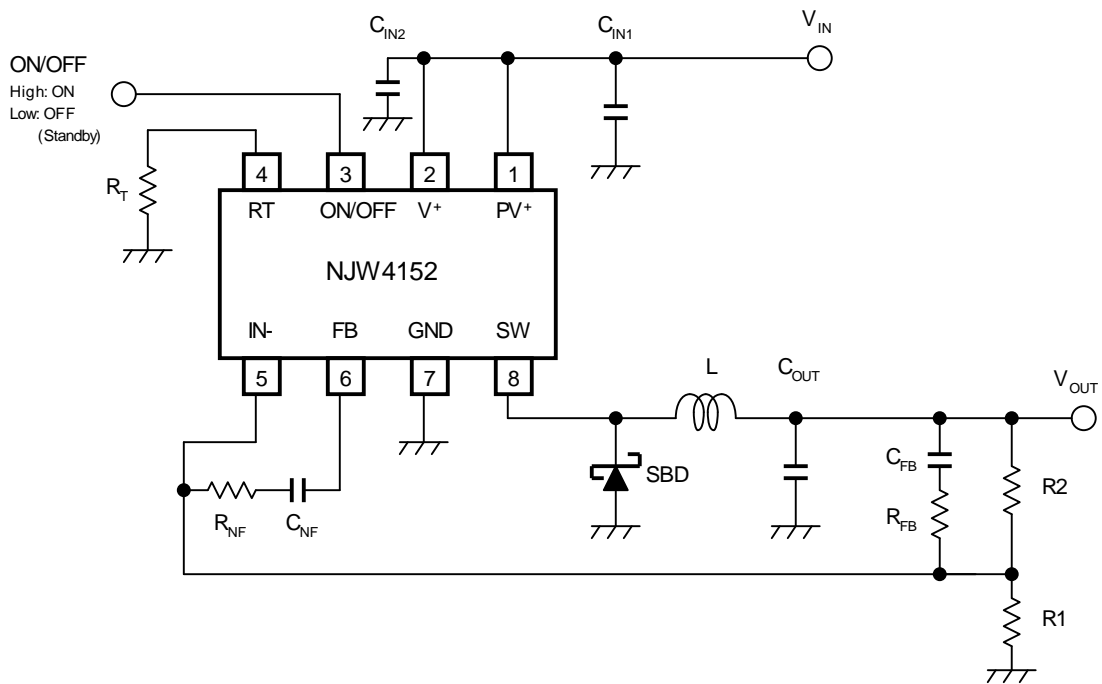 C_IN2
C_IN1
V_IN
ON/OFF
High: ON
Low: OFF
(Standby)
R_T
4 3 2 1
RT ON/OFF V⁺ PV⁺
NJW4152
IN- FB GND SW
5 6 7 8
L
C_OUT
V_OUT
SBD
C_FB
R2
R_FB
R_NF
C_NF
R1